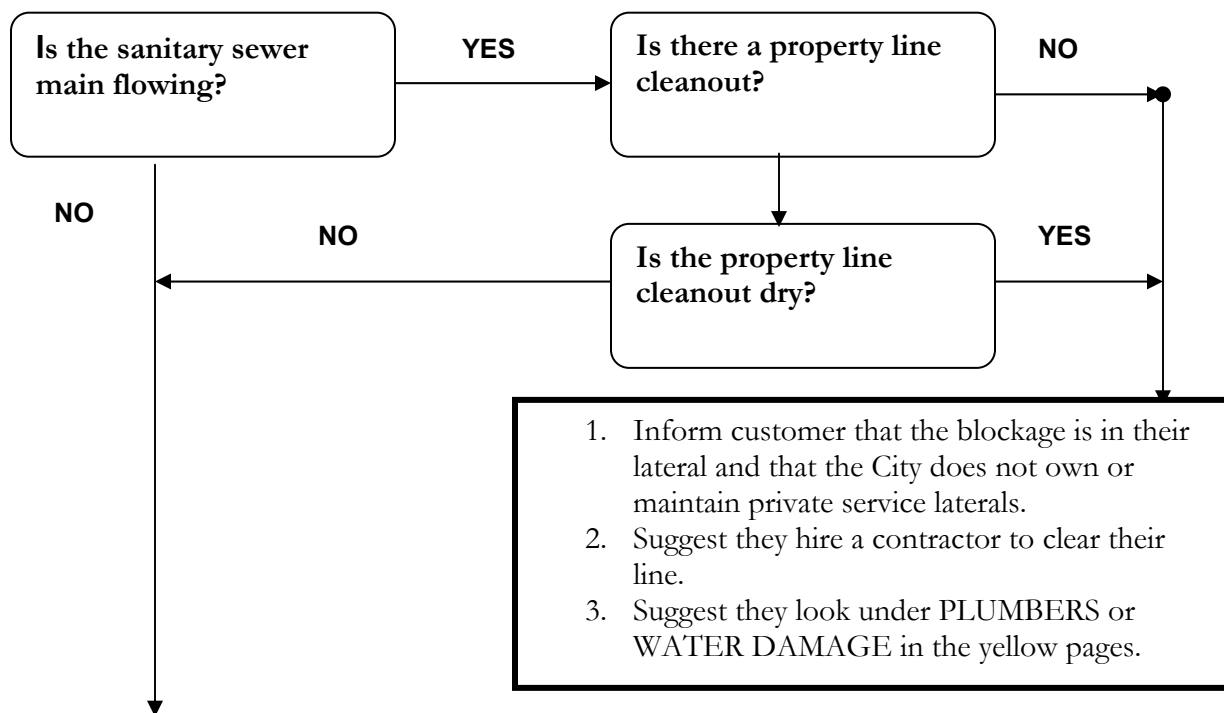 Is the sanitary sewer
main flowing?
YES
Is there a property line
cleanout?
NO
NO
NO
Is the property line
cleanout dry?
YES
1. Inform customer that the blockage is in their
lateral and that the City does not own or
maintain private service laterals.
2. Suggest they hire a contractor to clear their
line.
3. Suggest they look under PLUMBERS or
WATER DAMAGE in the yellow pages.